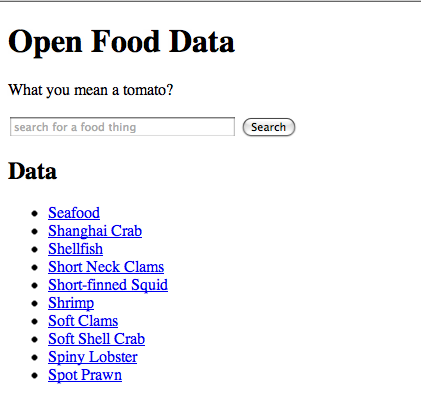 Open Food Data
What you mean a tomato?
search for a food thing Search
Data
Seafood
Shanghai Crab
Shellfish
Short Neck Clams
Short-finned Squid
Shrimp
Soft Clams
Soft Shell Crab
Spiny Lobster
Spot Prawn